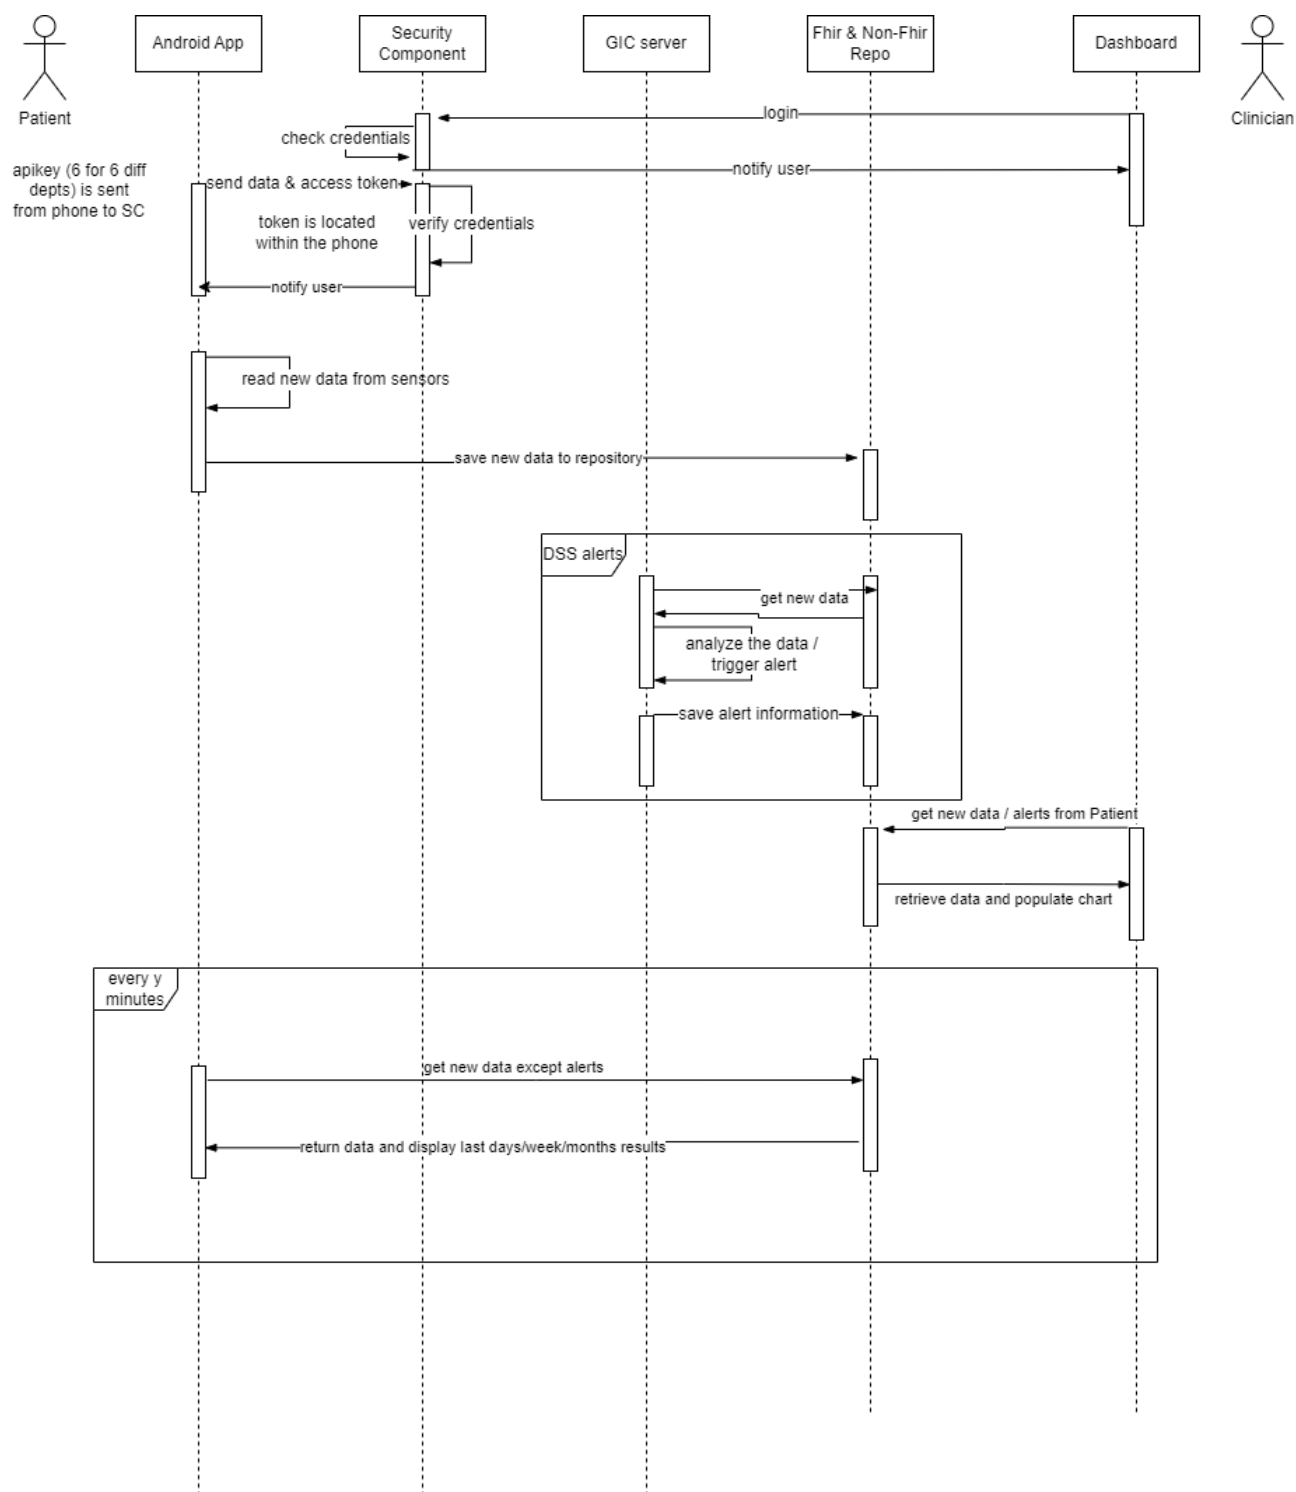 Patient
Android App
Security
Component
GIC server
Fhir & Non-Fhir
Repo
Dashboard
Clinician
login
check credentials
notify user
apikey (6 for 6 diff
depts) is sent
from phone to SC
send data & access token
token is located
within the phone
verify credentials
notify user
read new data from sensors
save new data to repository
DSS alerts
get new data
analyze the data /
trigger alert
save alert information
get new data / alerts from Patient
retrieve data and populate chart
every y
minutes
get new data except alerts
return data and display last days/week/months results